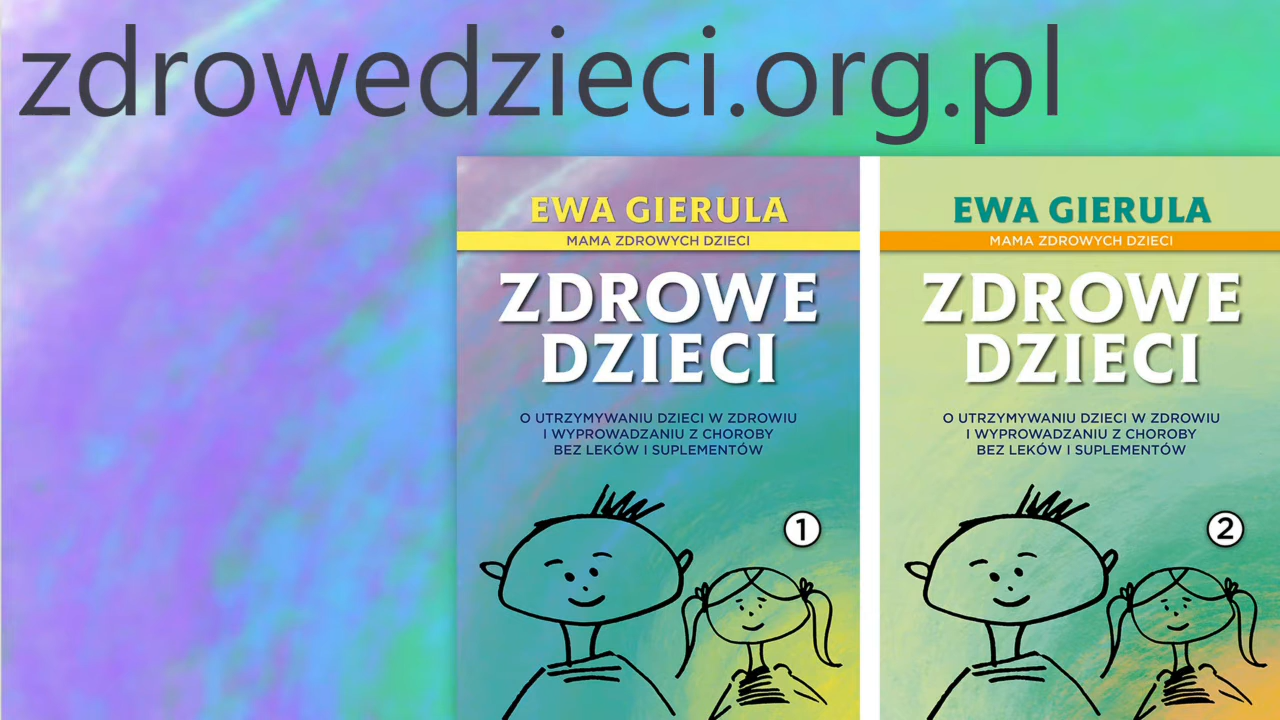 zdrowedzieci.org.pl
EWA GIERULA
MAMA ZDROWYCH DZIECI
ZDROWE
DZIECI
O UTRZYMYWANIU DZIECI W ZDROWIU
I WYPROWADZANIU Z CHOROBY
BEZ LEKÓW I SUPLEMENTÓW
1
EWA GIERULA
MAMA ZDROWYCH DZIECI
ZDROWE
DZIECI
O UTRZYMYWANIU DZIECI W ZDROWIU
I WYPROWADZANIU Z CHOROBY
BEZ LEKÓW I SUPLEMENTÓW
2